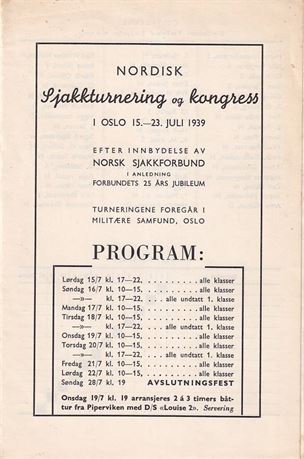 NORDISK
Sjakkturnering og kongress
I OSLO 15.—23. JULI 1939
EFTER INNBYDELSE AV
NORSK SJAKKFORBUND
I ANLEDNING
FORBUNDETS 25 ÅRS JUBILEUM
TURNERINGENE FOREGÅR I
MILITÆRE SAMFUND, OSLO
PROGRAM:
Lørdag 15/7 kl. 17—22, . . . . . . . . . . alle klasser
Søndag 16/7 kl. 10—15, . . . . . . . . . . alle klasser
—»— kl. 17—22, . . . alle undtatt 1. klasse
Mandag 17/7 kl. 10—15, . . . . . . . . . . alle klasser
Tirsdag 18/7 kl. 10—15, . . . . . . . . . . alle klasser
—»— kl. 17—22, . . . alle undtatt 1. klasse
Onsdag 19/7 kl. 10—15, . . . . . . . . . . alle klasser
Torsdag 20/7 kl. 10—15, . . . . . . . . . . alle klasser
—»— kl. 17—22, . . . alle undtatt 1. klasse
Fredag 21/7 kl. 10—15, . . . . . . . . . . alle klasser
Lørdag 22/7 kl. 10—15, . . . . . . . . . . alle klasser
Søndag 28/7 kl. 19 AVSLUTNINGSFEST
Onsdag 19/7 kl. 19 arrangjeres 2 á 3 timers båt-
tur fra Piperviken med D/S «Louise 2». Servering